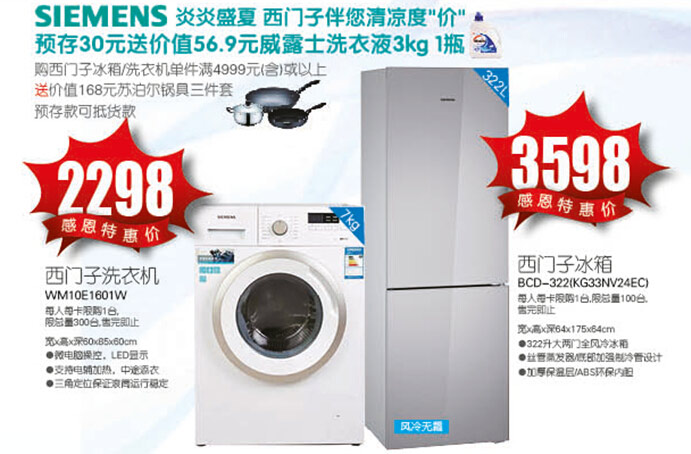 SIEMENS 炎炎盛夏 西门子伴您清凉度"价"
预存30元送价值56.9元威露士洗衣液3kg 1瓶
购西门子冰箱/洗衣机单件满4999元(含)或以上
送价值168元苏泊尔锅具三件套
预存款可抵货款
2298
感恩特惠价
西门子洗衣机
WM10E1601W
每人每卡限购1台,
限总量300台,售完即止
宽x高x深60x85x60cm
●微电脑操控，LED显示
●支持电辅加热，中途添衣
●三角定位保证滚筒运行稳定
SIEMENS
7kg
322L
SIEMENS
风冷无霜
3598
感恩特惠价
西门子冰箱
BCD-322(KG33NV24EC)
每人每卡限购1台,限总量100台,
售完即止
宽x高x深64x175x64cm
●322升大两门全风冷冰箱
●丝管蒸发器/底部加强制冷管设计
●加厚保温层/ABS环保内胆